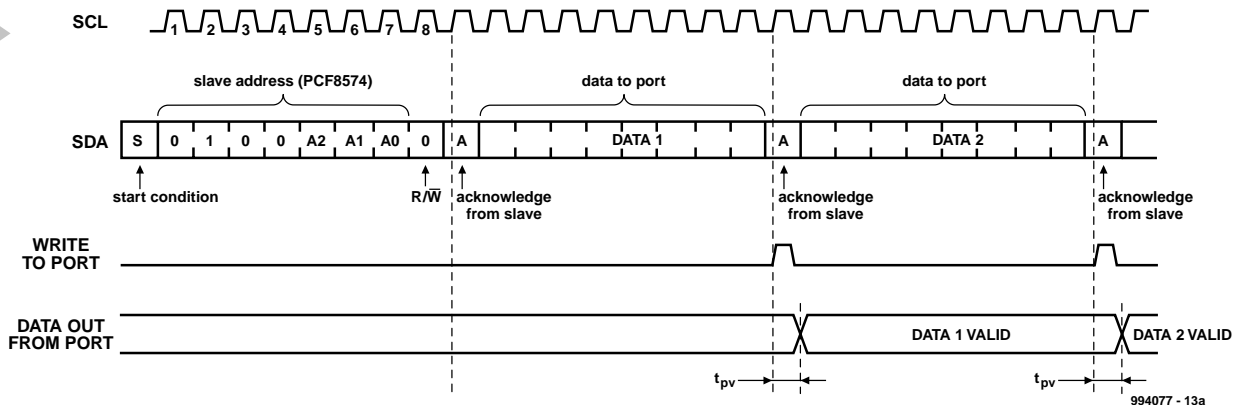 SCL
1 2 3 4 5 6 7 8
slave address (PCF8574) data to port data to port
SDA S 0 1 0 0 A2 A1 A0 0 A DATA 1 A DATA 2 A
start condition R/W̅ acknowledge from slave acknowledge from slave acknowledge from slave
WRITE
TO PORT
DATA OUT
FROM PORT
DATA 1 VALID DATA 2 VALID
tpv tpv
994077 - 13a